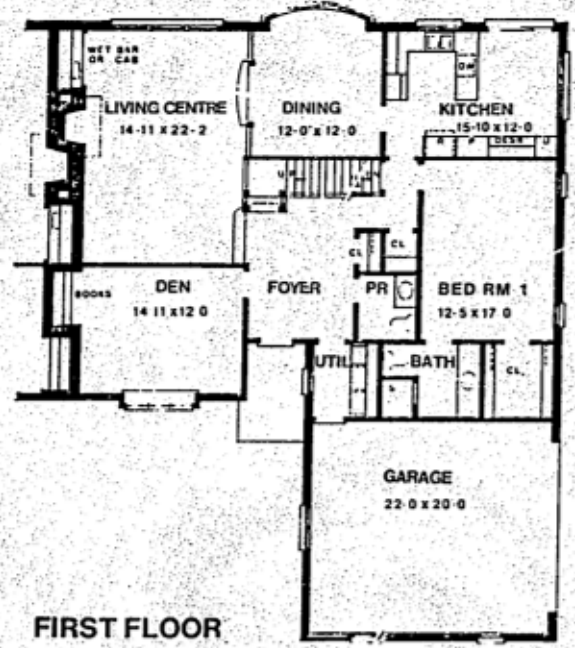 WET BAR
OR CAB
LIVING CENTRE
14-11 x 22-2
DINING
12-0 x 12-0
KITCHEN
15-10 x 12-0
DW
R
P
DESK
U
UP
CL
CL
DEN
14 11 x 12 0
BOOKS
FOYER
PR
BED RM 1
12-5 x 17 0
UTIL
BATH
CL
GARAGE
22-0 x 20-0
FIRST FLOOR